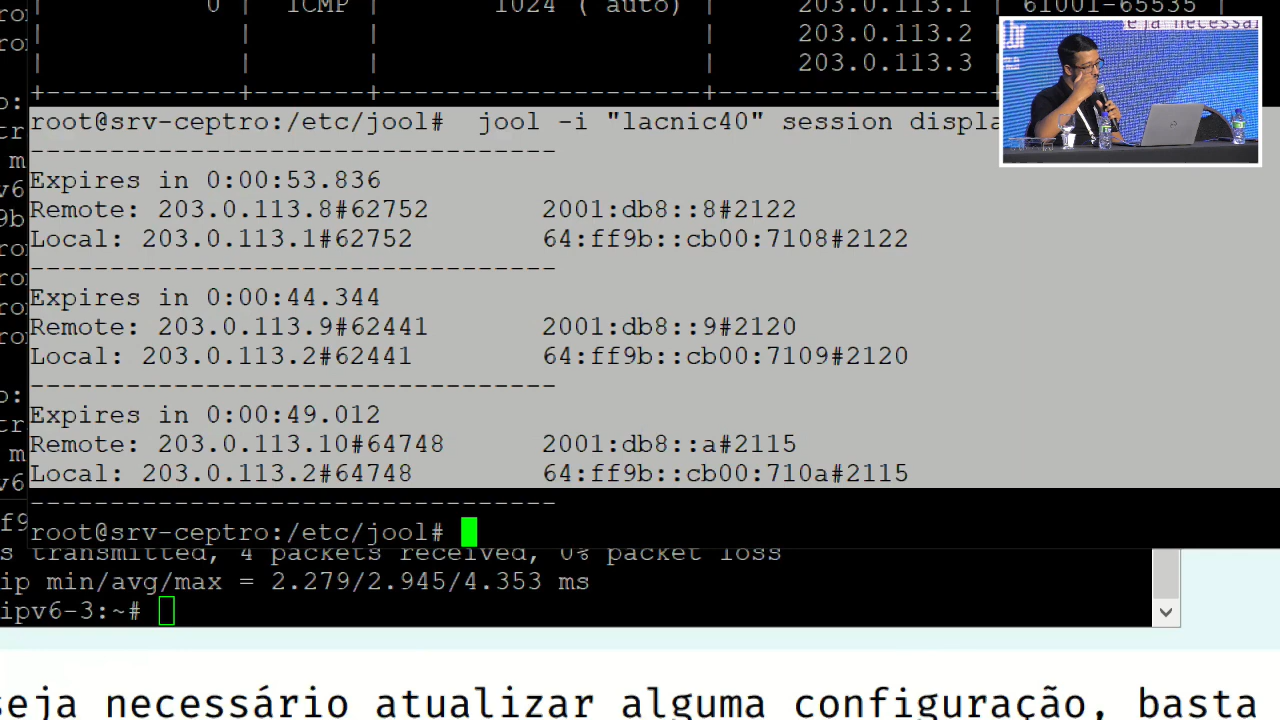 0 | ICMP | 1024 ( auto) | 203.0.113.1 | 61001-65535 |
| | | | 203.0.113.2
| | | | 203.0.113.3
root@srv-ceptro:/etc/jool# jool -i "lacnic40" session displa
---------------------------------
Expires in 0:00:53.836
Remote: 203.0.113.8#62752 2001:db8::8#2122
Local: 203.0.113.1#62752 64:ff9b::cb00:7108#2122
---------------------------------
Expires in 0:00:44.344
Remote: 203.0.113.9#62441 2001:db8::9#2120
Local: 203.0.113.2#62441 64:ff9b::cb00:7109#2120
---------------------------------
Expires in 0:00:49.012
Remote: 203.0.113.10#64748 2001:db8::a#2115
Local: 203.0.113.2#64748 64:ff9b::cb00:710a#2115
---------------------------------
root@srv-ceptro:/etc/jool#
s transmitted, 4 packets received, 0% packet loss
ip min/avg/max = 2.279/2.945/4.353 ms
ipv6-3:~#
seja necessário atualizar alguma configuração, basta